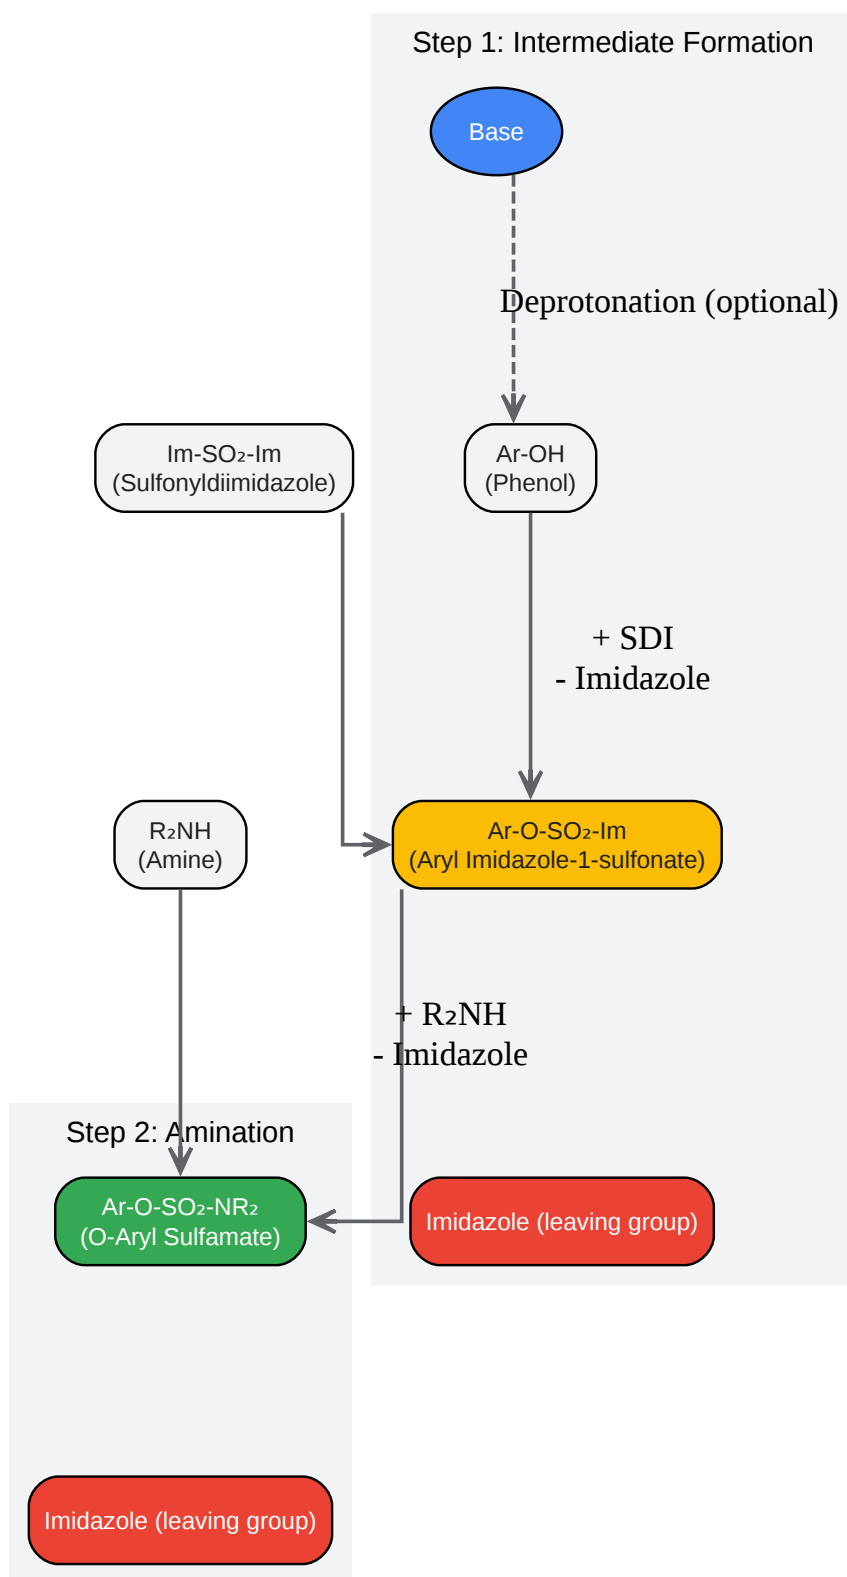 Step 1: Intermediate Formation
Base
Deprotonation (optional)
Im-SO₂-Im
(Sulfonyldiimidazole)
Ar-OH
(Phenol)
+ SDI
- Imidazole
R₂NH
(Amine)
Ar-O-SO₂-Im
(Aryl Imidazole-1-sulfonate)
+ R₂NH
- Imidazole
Step 2: Amination
Ar-O-SO₂-NR₂
(O-Aryl Sulfamate)
Imidazole (leaving group)
Imidazole (leaving group)